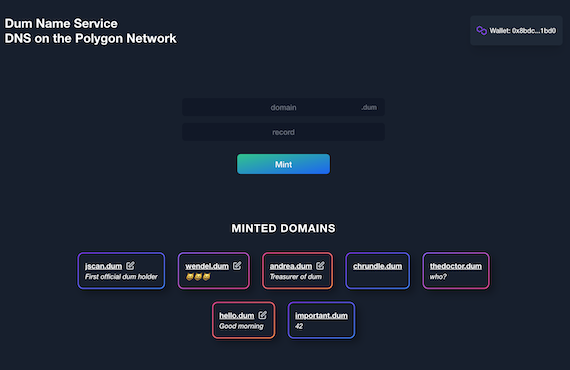 Dum Name Service
DNS on the Polygon Network
Wallet: 0x8bdc...1bd0
domain
.dum
record
Mint
MINTED DOMAINS
jscan.dum
First official dum holder
wendel.dum
😹😹😹
andrea.dum
Treasurer of dum
chrundle.dum
thedoctor.dum
who?
hello.dum
Good morning
important.dum
42